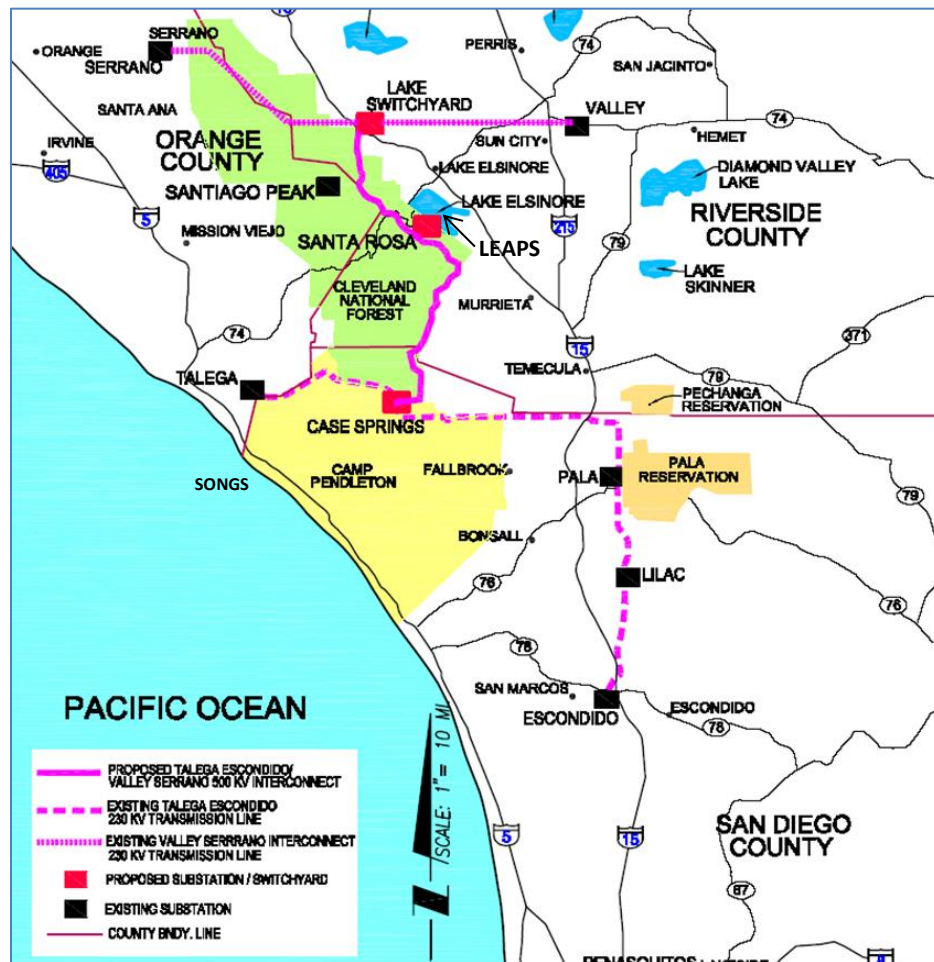 15
PERRIS
74
SERRANO
ORANGE
SERRANO
SAN JACINTO
LAKE
SWITCHYARD
VALLEY
SANTA ANA
ORANGE
COUNTY
IRVINE
405
SUN CITY
HEMET
74
LAKE ELSINORE
DIAMOND VALLEY
LAKE
SANTIAGO PEAK
LAKE ELSINORE
5
RIVERSIDE
COUNTY
MISSION VIEJO
215
SANTA ROSA
LEAPS
79
LAKE
SKINNER
CLEVELAND
NATIONAL
FOREST
MURRIETA
74
371
15
TALEGA
TEMECULA
79
PECHANGA
RESERVATION
CASE SPRINGS
SONGS
CAMP
PENDLETON
FALLBROOK
PALA
PALA
RESERVATION
79
BONSALL
76
LILAC
76
78
SAN MARCOS
ESCONDIDO
ESCONDIDO
78
PACIFIC OCEAN
SCALE: 1" = 10 MI.
PROPOSED TALEGA ESCONDIDO/
VALLEY SERRANO 500 KV INTERCONNECT
EXISTING TALEGA ESCONDIDO
230 KV TRANSMISSION LINE
EXISTING VALLEY SERRRANO INTERCONNECT
230 KV TRANSMISSION LINE
PROPOSED SUBSTATION / SWITCHYARD
EXISTING SUBSTATION
COUNTY BNDY. LINE
N
5
15
SAN DIEGO
COUNTY
67
8